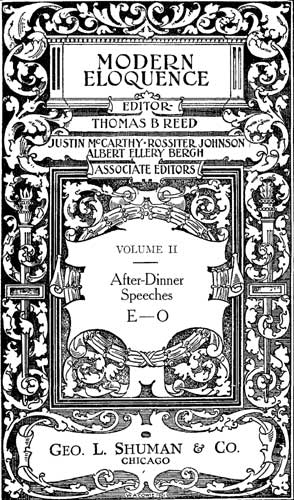 MODERN
ELOQUENCE
EDITOR
THOMAS B REED
JUSTIN McCARTHY · ROSSITER JOHNSON
ALBERT ELLERY BERGH
ASSOCIATE EDITORS
VOLUME II
After-Dinner
Speeches
E—O
GEO. L. SHUMAN & CO.
CHICAGO